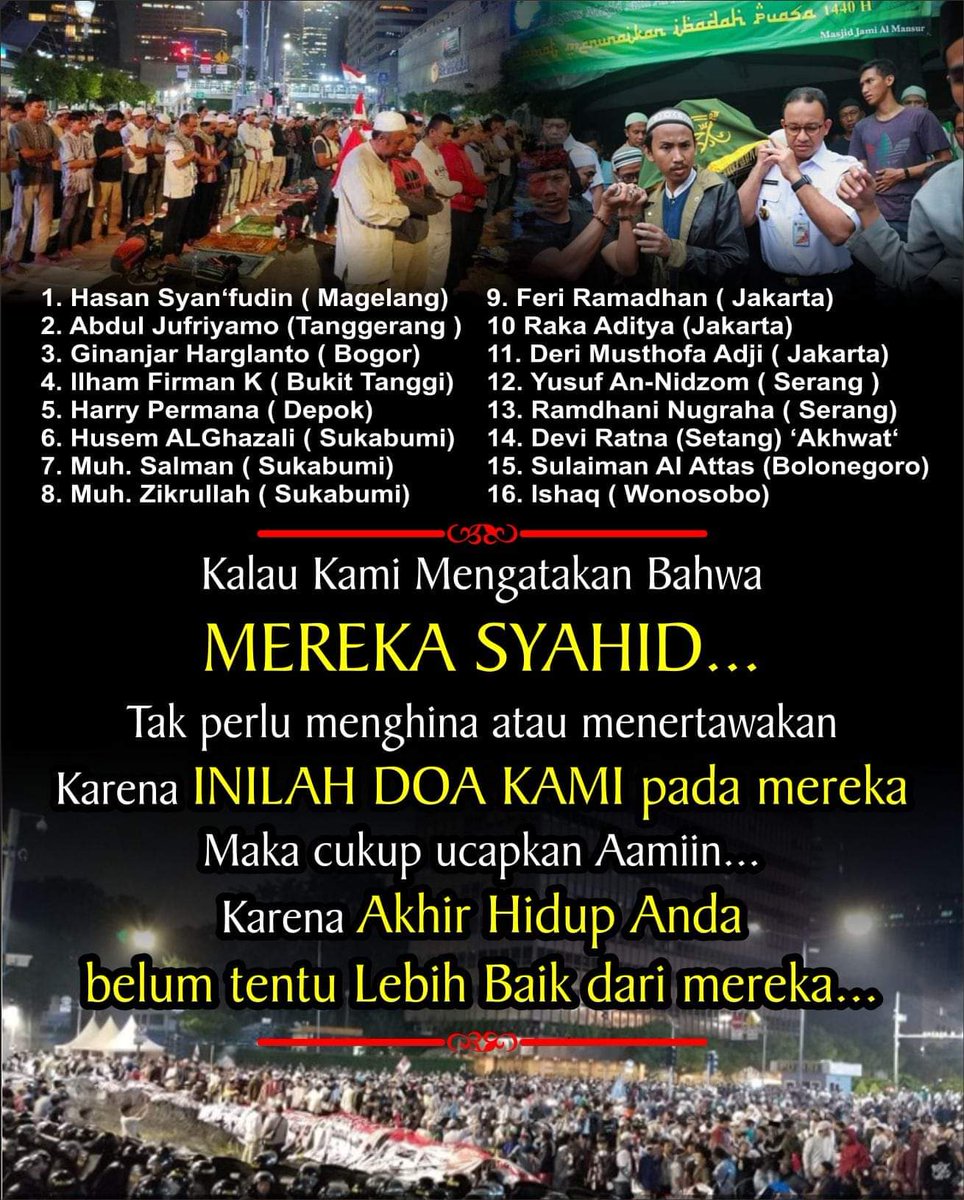 menunaikan ibadah Puasa 1440 H
Masjid Jami Al Mansur
1. Hasan Syan‘fudin ( Magelang)
2. Abdul Jufriyamo (Tanggerang )
3. Ginanjar Harglanto ( Bogor)
4. Ilham Firman K ( Bukit Tanggi)
5. Harry Permana ( Depok)
6. Husem ALGhazali ( Sukabumi)
7. Muh. Salman ( Sukabumi)
8. Muh. Zikrullah ( Sukabumi)
9. Feri Ramadhan ( Jakarta)
10 Raka Aditya (Jakarta)
11. Deri Musthofa Adji ( Jakarta)
12. Yusuf An-Nidzom ( Serang )
13. Ramdhani Nugraha ( Serang)
14. Devi Ratna (Setang) ‘Akhwat‘
15. Sulaiman Al Attas (Bolonegoro)
16. Ishaq ( Wonosobo)
Kalau Kami Mengatakan Bahwa
MEREKA SYAHID...
Tak perlu menghina atau menertawakan
Karena INILAH DOA KAMI pada mereka
Maka cukup ucapkan Aamiin...
Karena Akhir Hidup Anda
belum tentu Lebih Baik dari mereka...